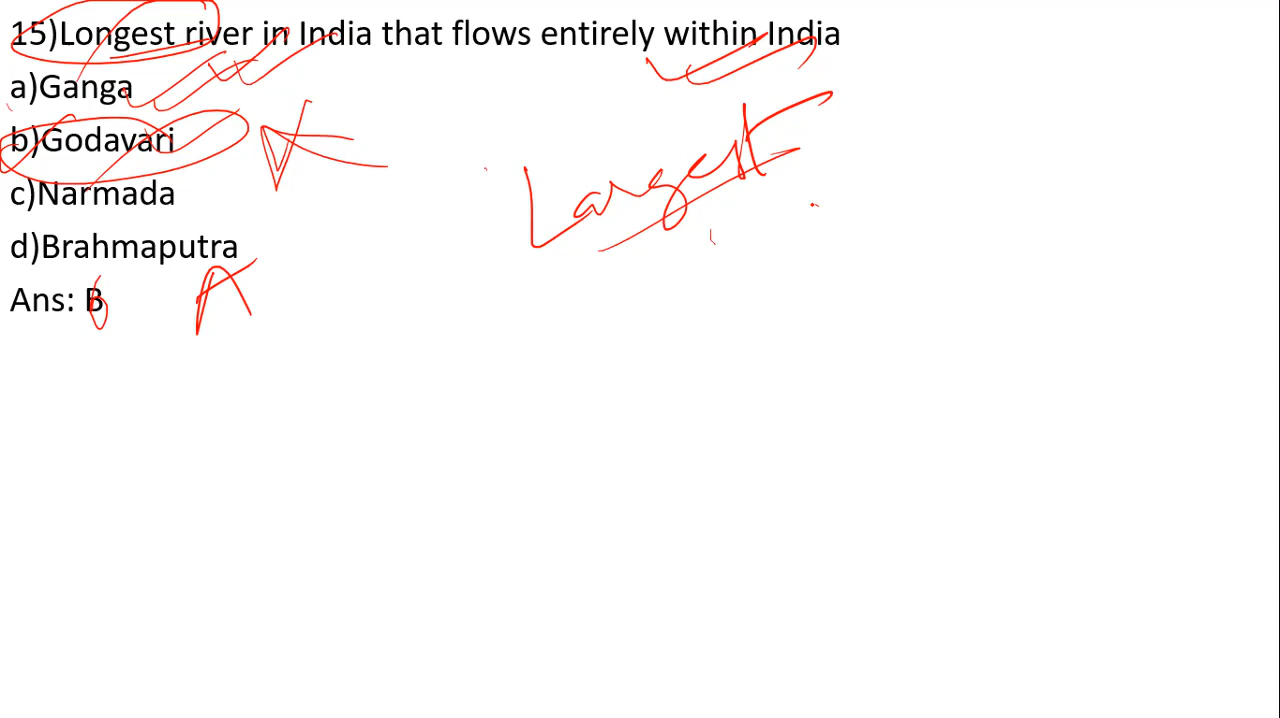 15)Longest river in India that flows entirely within India
a)Ganga
b)Godavari
Largest
c)Narmada
d)Brahmaputra
Ans: B A